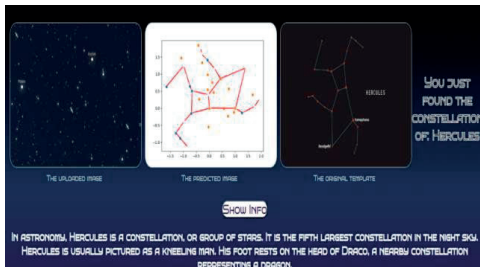 HERCULES
YOU JUST
FOUND THE
CONSTELLATION
OF: HERCULES
THE UPLOADED IMAGE
THE PREDICTED IMAGE
THE ORIGINAL TEMPLATE
SHOW INFO
IN ASTRONOMY, HERCULES IS A CONSTELLATION, OR GROUP OF STARS. IT IS THE FIFTH LARGEST CONSTELLATION IN THE NIGHT SKY.
HERCULES IS USUALLY PICTURED AS A KNEELING MAN. HIS FOOT RESTS ON THE HEAD OF DRACO, A NEARBY CONSTELLATION
REPRESENTING A DRAGON.